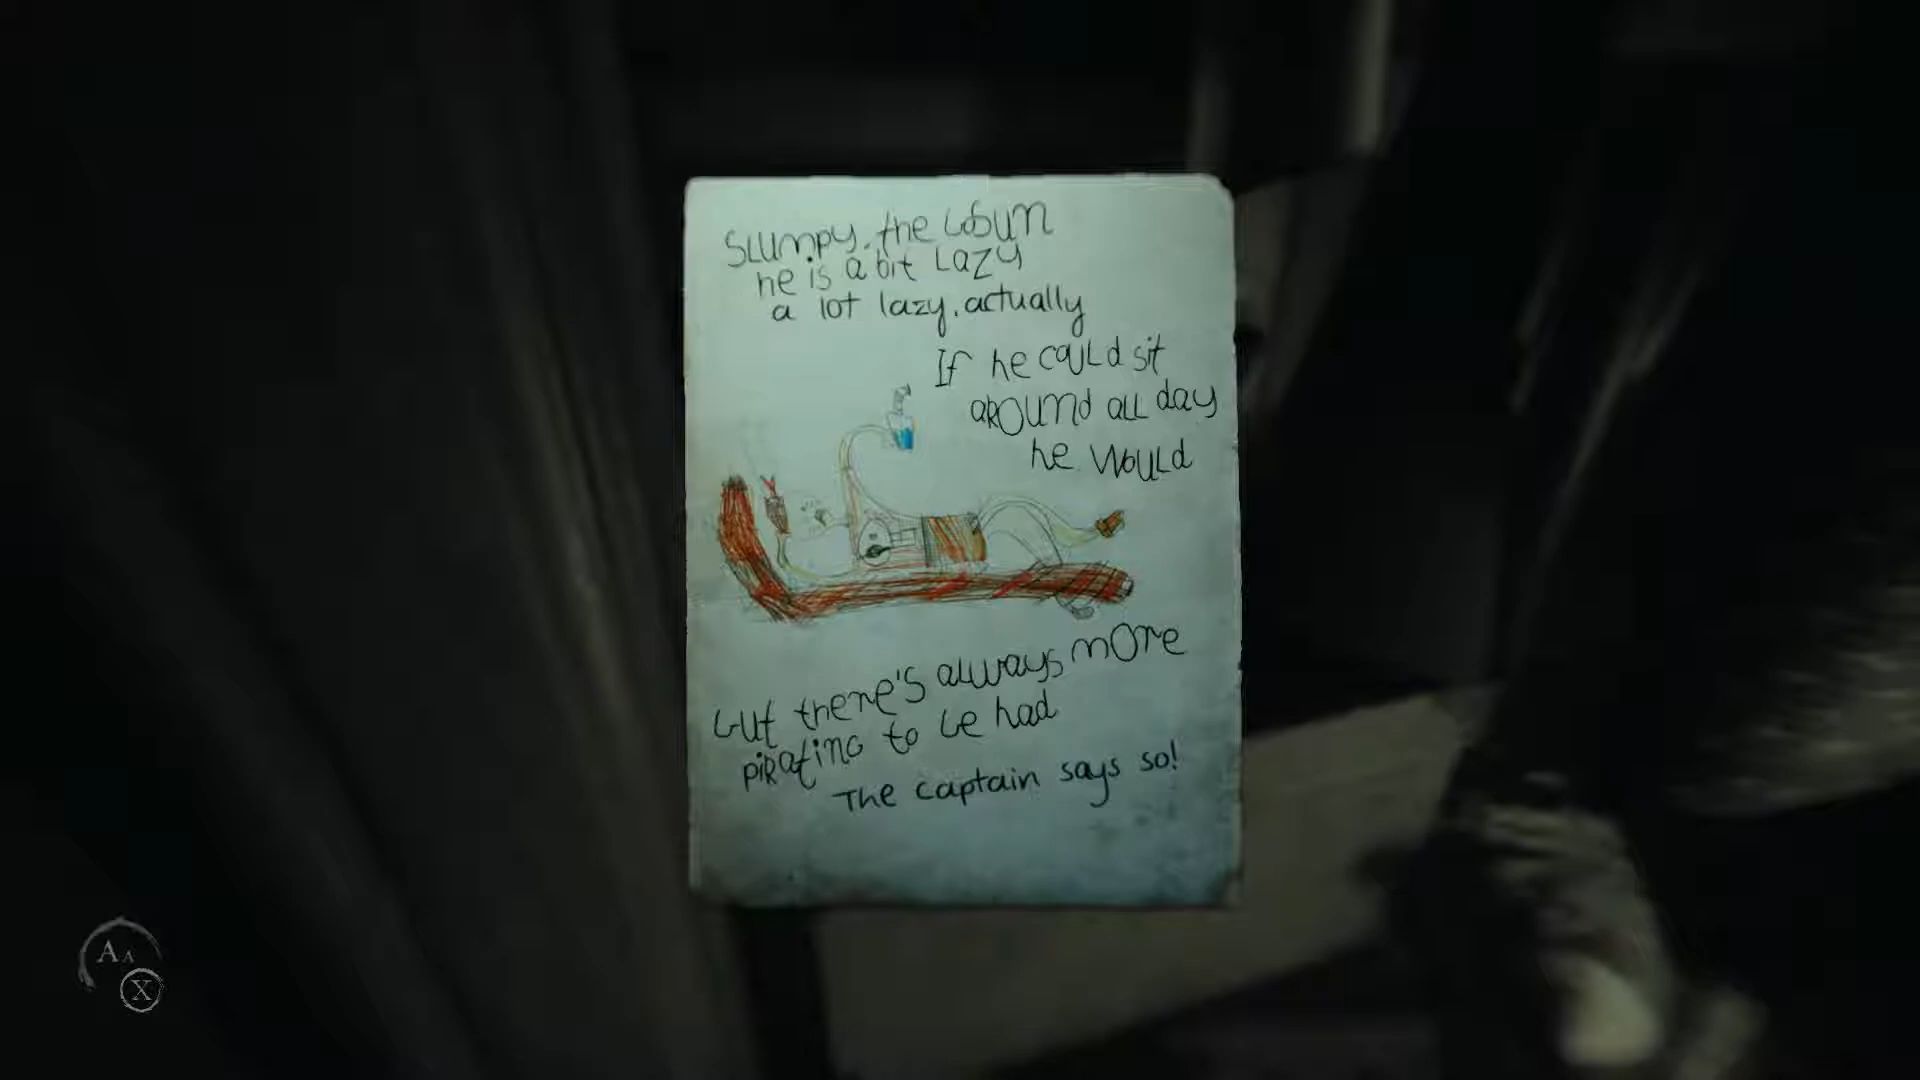 SLumpy, the
he is a bit LaZy
a lot lazy, actually
If he couLd sit
aROUNd aLL day
he WouLd
but there's always more
piRating to be had
The captain says so!
A A
X